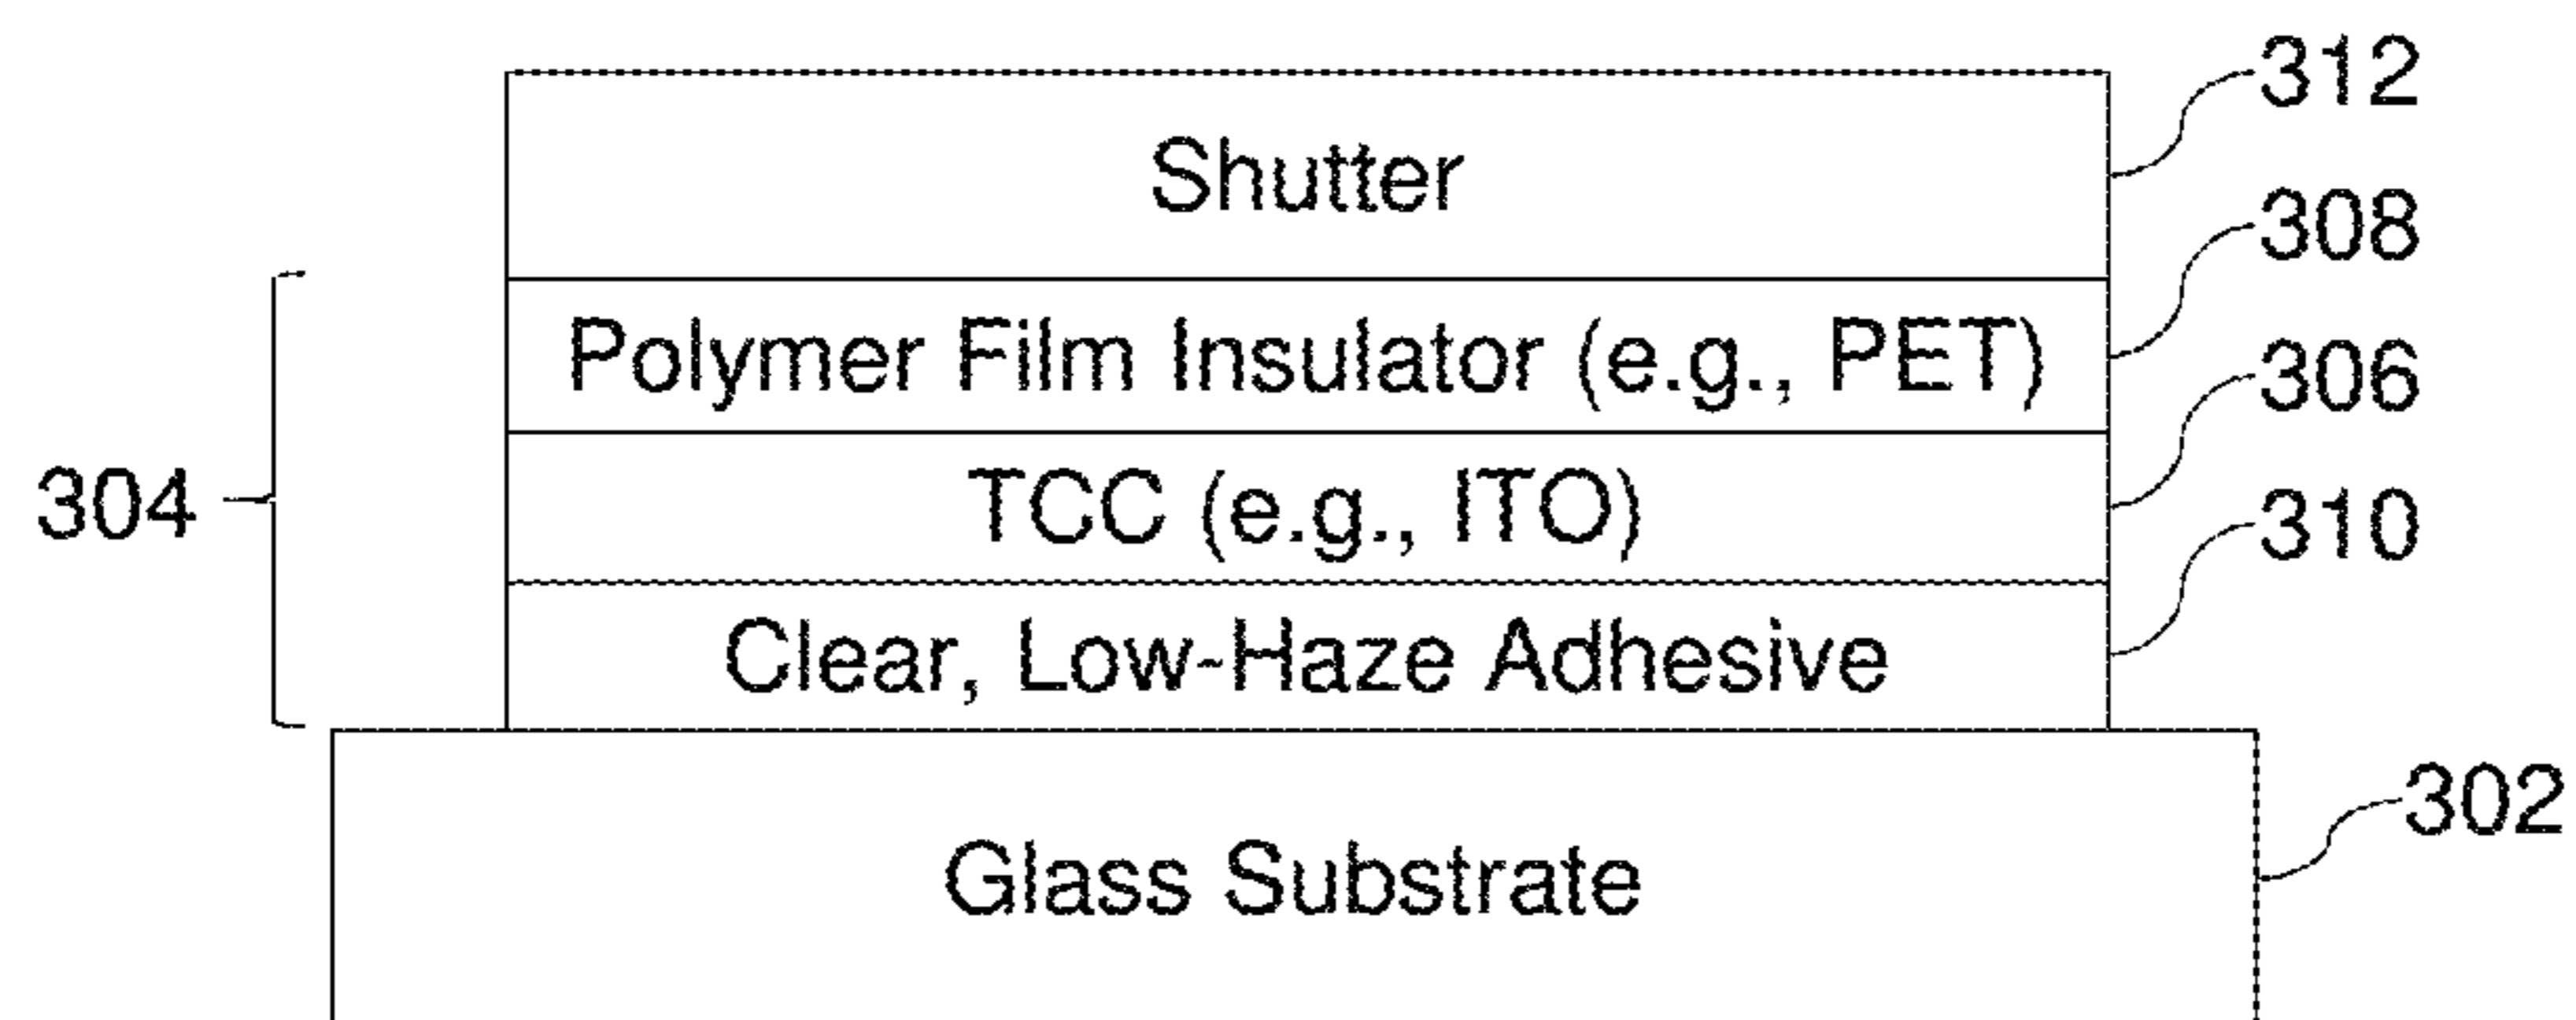 312
Shutter
308
Polymer Film Insulator (e.g., PET)
306
304
TCC (e.g., ITO)
310
Clear, Low-Haze Adhesive
302
Glass Substrate